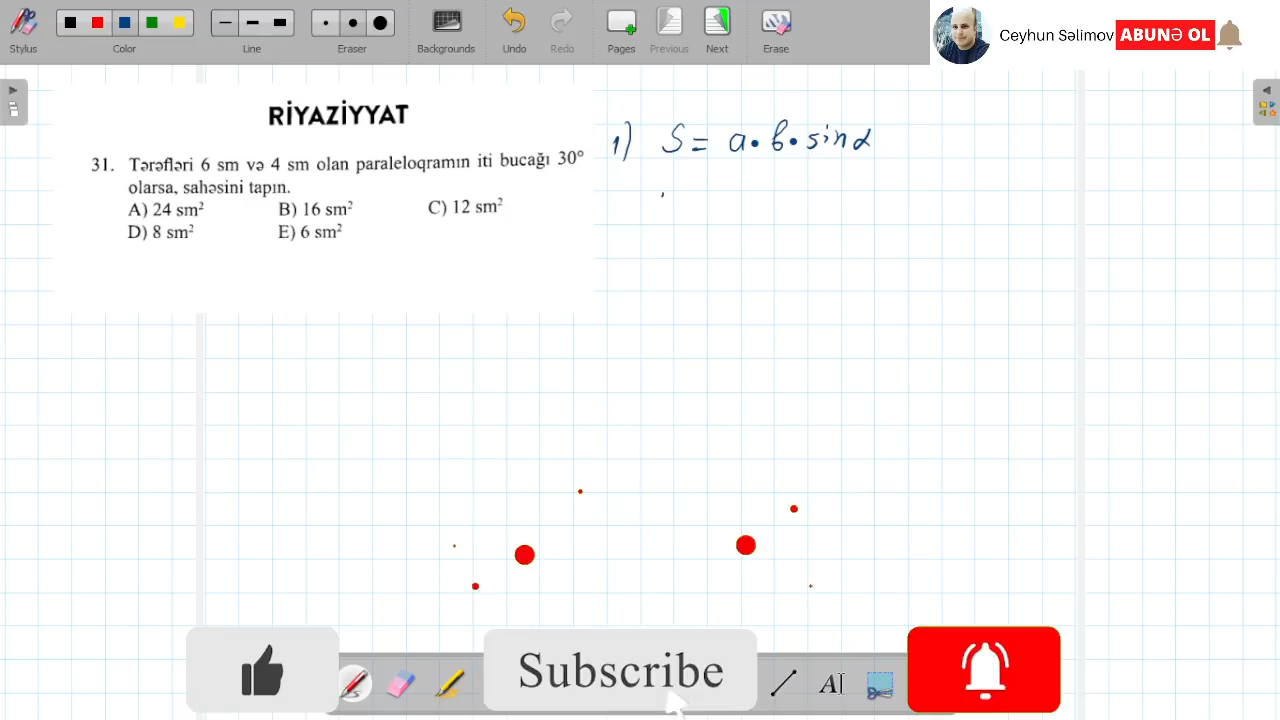 Stylus
Color
Line
Eraser
Backgrounds
Undo
Redo
Pages
Previous
Next
Erase
Ceyhun Səlimov
ABUNƏ OL
RİYAZİYYAT
31. Tərəfləri 6 sm və 4 sm olan paraleloqramın iti bucağı 30°
olarsa, sahəsini tapın.
A) 24 sm² B) 16 sm² C) 12 sm²
D) 8 sm² E) 6 sm²
1) S = a·b·sinα
Subscribe